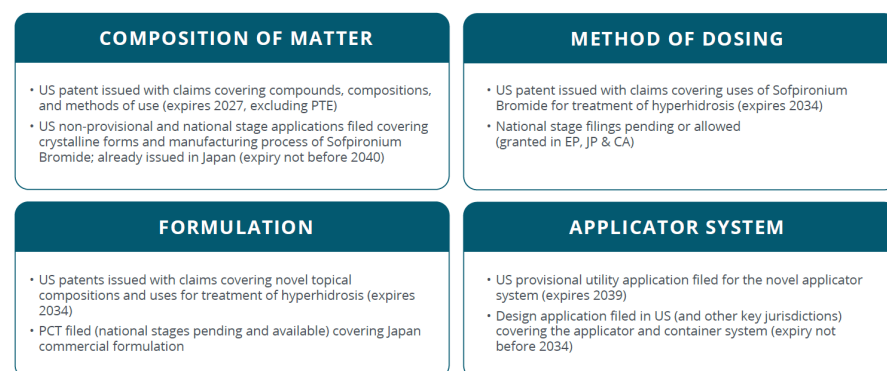 COMPOSITION OF MATTER
• US patent issued with claims covering compounds, compositions,
and methods of use (expires 2027, excluding PTE)
• US non-provisional and national stage applications filed covering
crystalline forms and manufacturing process of Sofpironium
Bromide; already issued in Japan (expiry not before 2040)
METHOD OF DOSING
• US patent issued with claims covering uses of Sofpironium
Bromide for treatment of hyperhidrosis (expires 2034)
• National stage filings pending or allowed
(granted in EP, JP & CA)
FORMULATION
• US patents issued with claims covering novel topical
compositions and uses for treatment of hyperhidrosis (expires
2034)
• PCT filed (national stages pending and available) covering Japan
commercial formulation
APPLICATOR SYSTEM
• US provisional utility application filed for the novel applicator
system (expires 2039)
• Design application filed in US (and other key jurisdictions)
covering the applicator and container system (expiry not
before 2034)